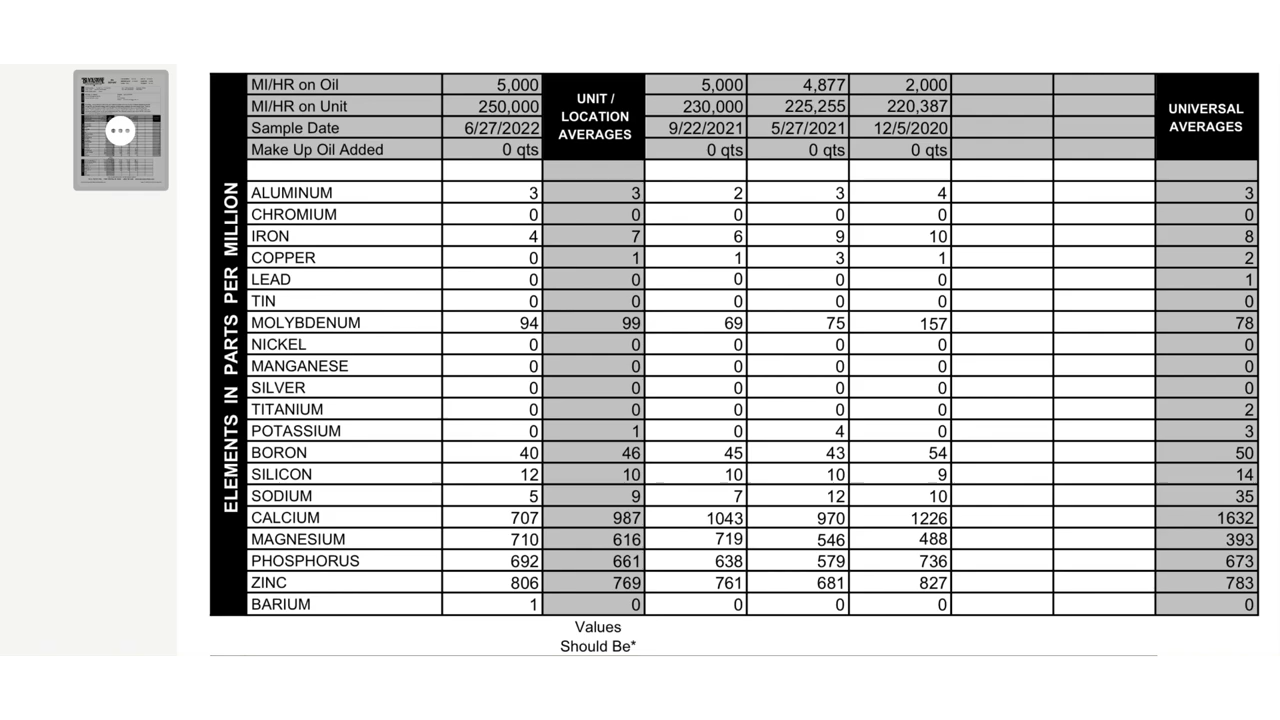 MI/HR on Oil 5,000 UNIT / LOCATION AVERAGES 5,000 4,877 2,000 UNIVERSAL AVERAGES
MI/HR on Unit 250,000 230,000 225,255 220,387
Sample Date 6/27/2022 9/22/2021 5/27/2021 12/5/2020
Make Up Oil Added 0 qts 0 qts 0 qts 0 qts
ELEMENTS IN PARTS PER MILLION
ALUMINUM 3 3 2 3 4 3
CHROMIUM 0 0 0 0 0 0
IRON 4 7 6 9 10 8
COPPER 0 1 1 3 1 2
LEAD 0 0 0 0 0 1
TIN 0 0 0 0 0 0
MOLYBDENUM 94 99 69 75 157 78
NICKEL 0 0 0 0 0 0
MANGANESE 0 0 0 0 0 0
SILVER 0 0 0 0 0 0
TITANIUM 0 0 0 0 0 2
POTASSIUM 0 1 0 4 0 3
BORON 40 46 45 43 54 50
SILICON 12 10 10 10 9 14
SODIUM 5 9 7 12 10 35
CALCIUM 707 987 1043 970 1226 1632
MAGNESIUM 710 616 719 546 488 393
PHOSPHORUS 692 661 638 579 736 673
ZINC 806 769 761 681 827 783
BARIUM 1 0 0 0 0 0
Values
Should Be*